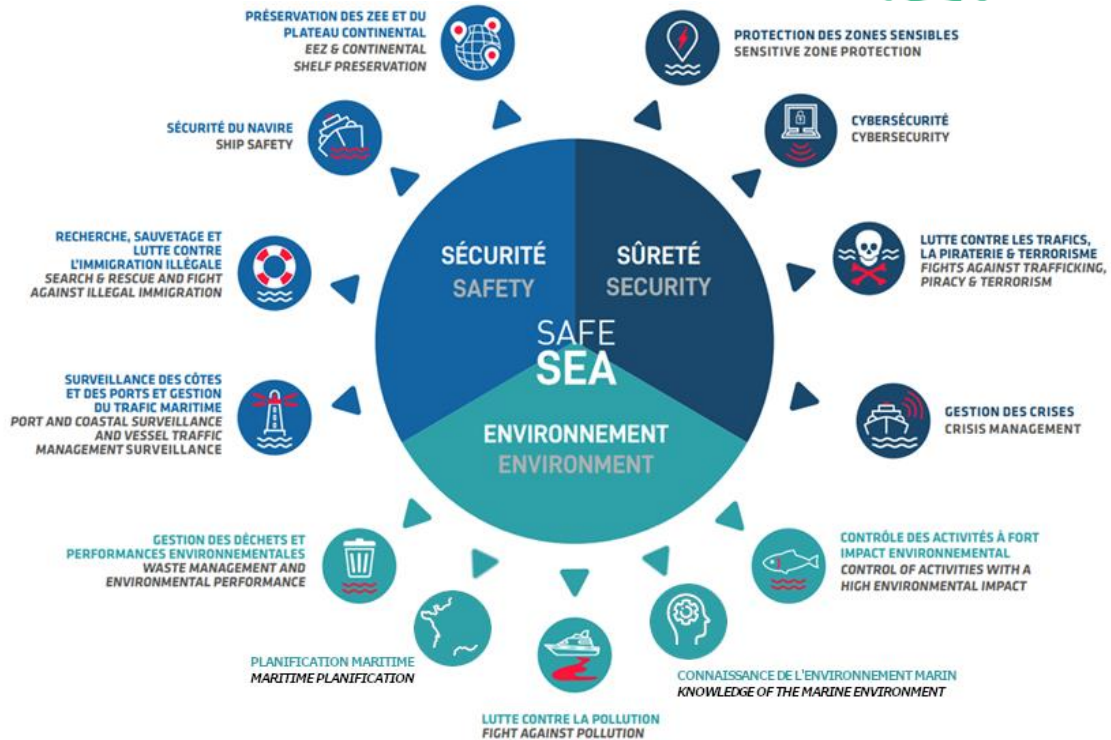 PRÉSERVATION DES ZEE ET DU
PLATEAU CONTINENTAL
EEZ & CONTINENTAL
SHELF PRESERVATION
PROTECTION DES ZONES SENSIBLES
SENSITIVE ZONE PROTECTION
SÉCURITÉ DU NAVIRE
SHIP SAFETY
CYBERSÉCURITÉ
CYBERSECURITY
RECHERCHE, SAUVETAGE ET
LUTTE CONTRE
L'IMMIGRATION ILLÉGALE
SEARCH & RESCUE AND FIGHT
AGAINST ILLEGAL IMMIGRATION
LUTTE CONTRE LES TRAFICS,
LA PIRATERIE & TERRORISME
FIGHTS AGAINST TRAFFICKING,
PIRACY & TERRORISM
SÉCURITÉ
SAFETY
SÛRETÉ
SECURITY
SAFE
SEA
ENVIRONNEMENT
ENVIRONMENT
SURVEILLANCE DES CÔTES
ET DES PORTS ET GESTION
DU TRAFIC MARITIME
PORT AND COASTAL SURVEILLANCE
AND VESSEL TRAFFIC
MANAGEMENT SURVEILLANCE
GESTION DES CRISES
CRISIS MANAGEMENT
GESTION DES DÉCHETS ET
PERFORMANCES ENVIRONNEMENTALES
WASTE MANAGEMENT AND
ENVIRONMENTAL PERFORMANCE
CONTRÔLE DES ACTIVITÉS À FORT
IMPACT ENVIRONNEMENTAL
CONTROL OF ACTIVITIES WITH A
HIGH ENVIRONMENTAL IMPACT
PLANIFICATION MARITIME
MARITIME PLANIFICATION
CONNAISSANCE DE L'ENVIRONNEMENT MARIN
KNOWLEDGE OF THE MARINE ENVIRONMENT
LUTTE CONTRE LA POLLUTION
FIGHT AGAINST POLLUTION